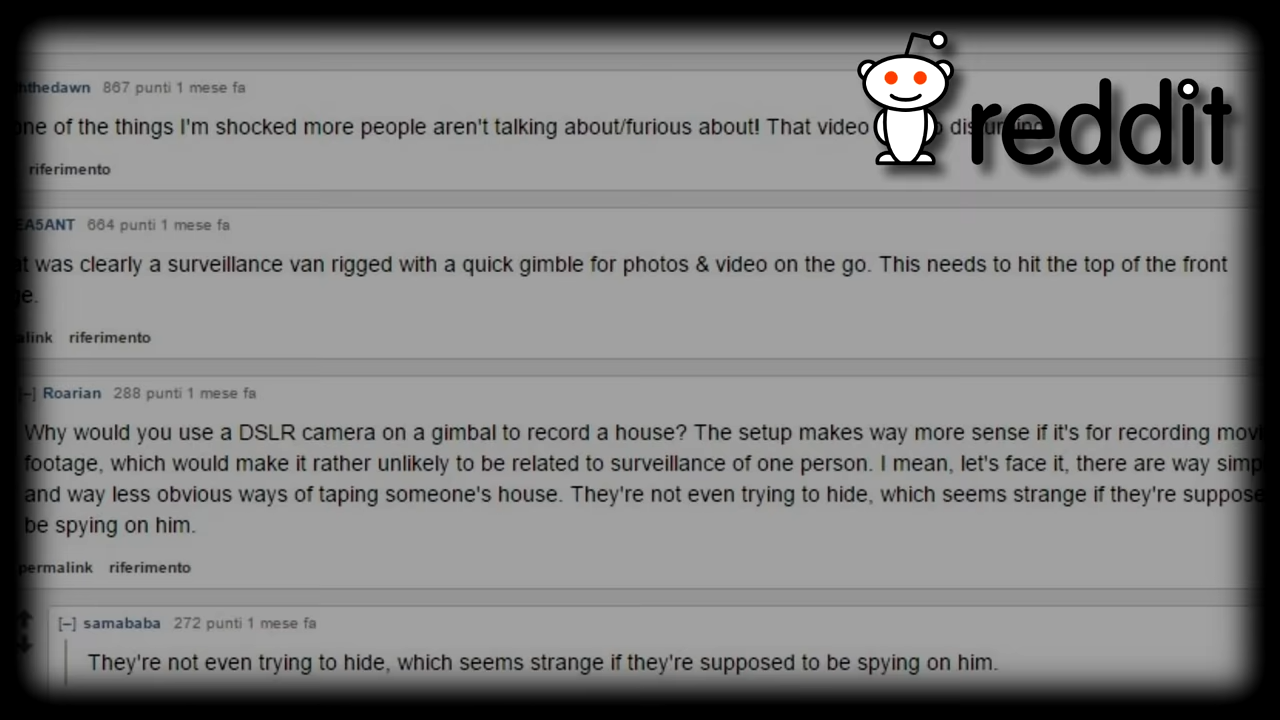 reddit
hthedawn 867 punti 1 mese fa
one of the things I'm shocked more people aren't talking about/furious about! That video
riferimento
EA5ANT 664 punti 1 mese fa
was clearly a surveillance van rigged with a quick gimble for photos & video on the go. This needs to hit the top of the front
riferimento
[–] Roarian 288 punti 1 mese fa
Why would you use a DSLR camera on a gimbal to record a house? The setup makes way more sense if it's for recording movi
footage, which would make it rather unlikely to be related to surveillance of one person. I mean, let's face it, there are way simp
and way less obvious ways of taping someone's house. They're not even trying to hide, which seems strange if they're suppose
be spying on him.
permalink riferimento
[–] samababa 272 punti 1 mese fa
They're not even trying to hide, which seems strange if they're supposed to be spying on him.